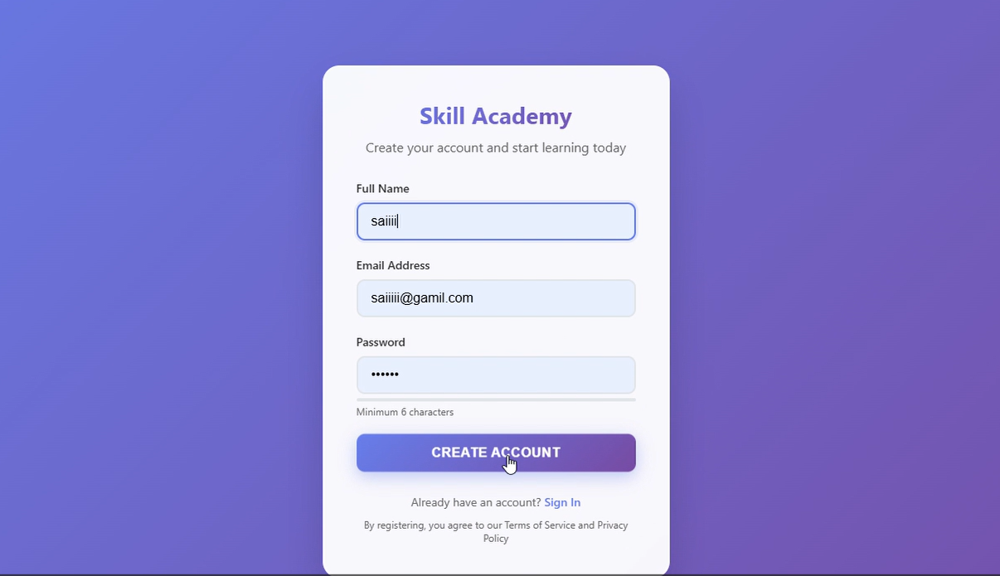 Skill Academy
Create your account and start learning today
Full Name
saiiii
Email Address
saiiiii@gamil.com
Password
••••••
Minimum 6 characters
CREATE ACCOUNT
Already have an account? Sign In
By registering, you agree to our Terms of Service and Privacy
Policy